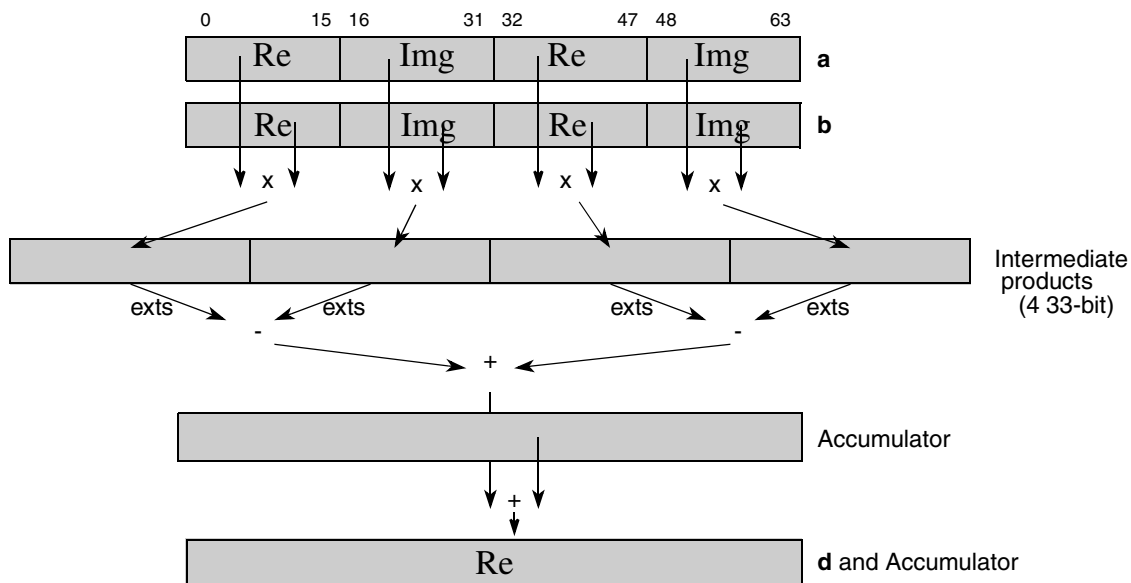 0 15 16 31 32 47 48 63
Re Img Re Img a
Re Img Re Img b
x x x x
Intermediate
products
(4 33-bit)
exts exts exts exts
- -
+
Accumulator
+
Re d and Accumulator